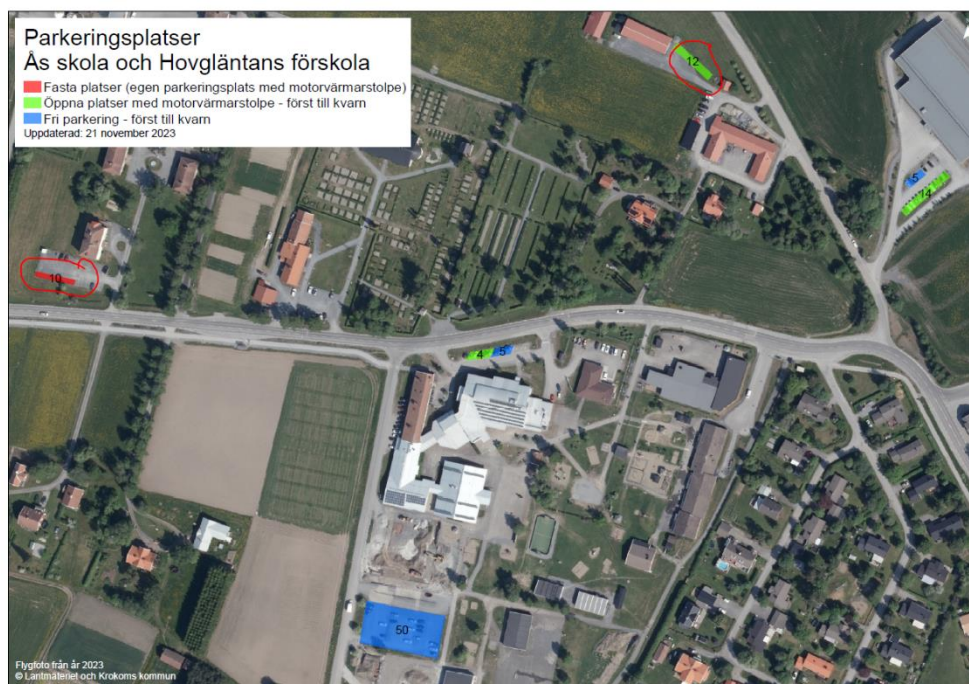 Parkeringsplatser
Ås skola och Hovgläntans förskola
Fasta platser (egen parkeringsplats med motorvärmarstolpe)
Öppna platser med motorvärmarstolpe - först till kvarn
Fri parkering - först till kvarn
Uppdaterad: 21 november 2023
12
5
74
10
4
5
50
Flygfoto från år 2023
© Lantmäteriet och Krokoms kommun